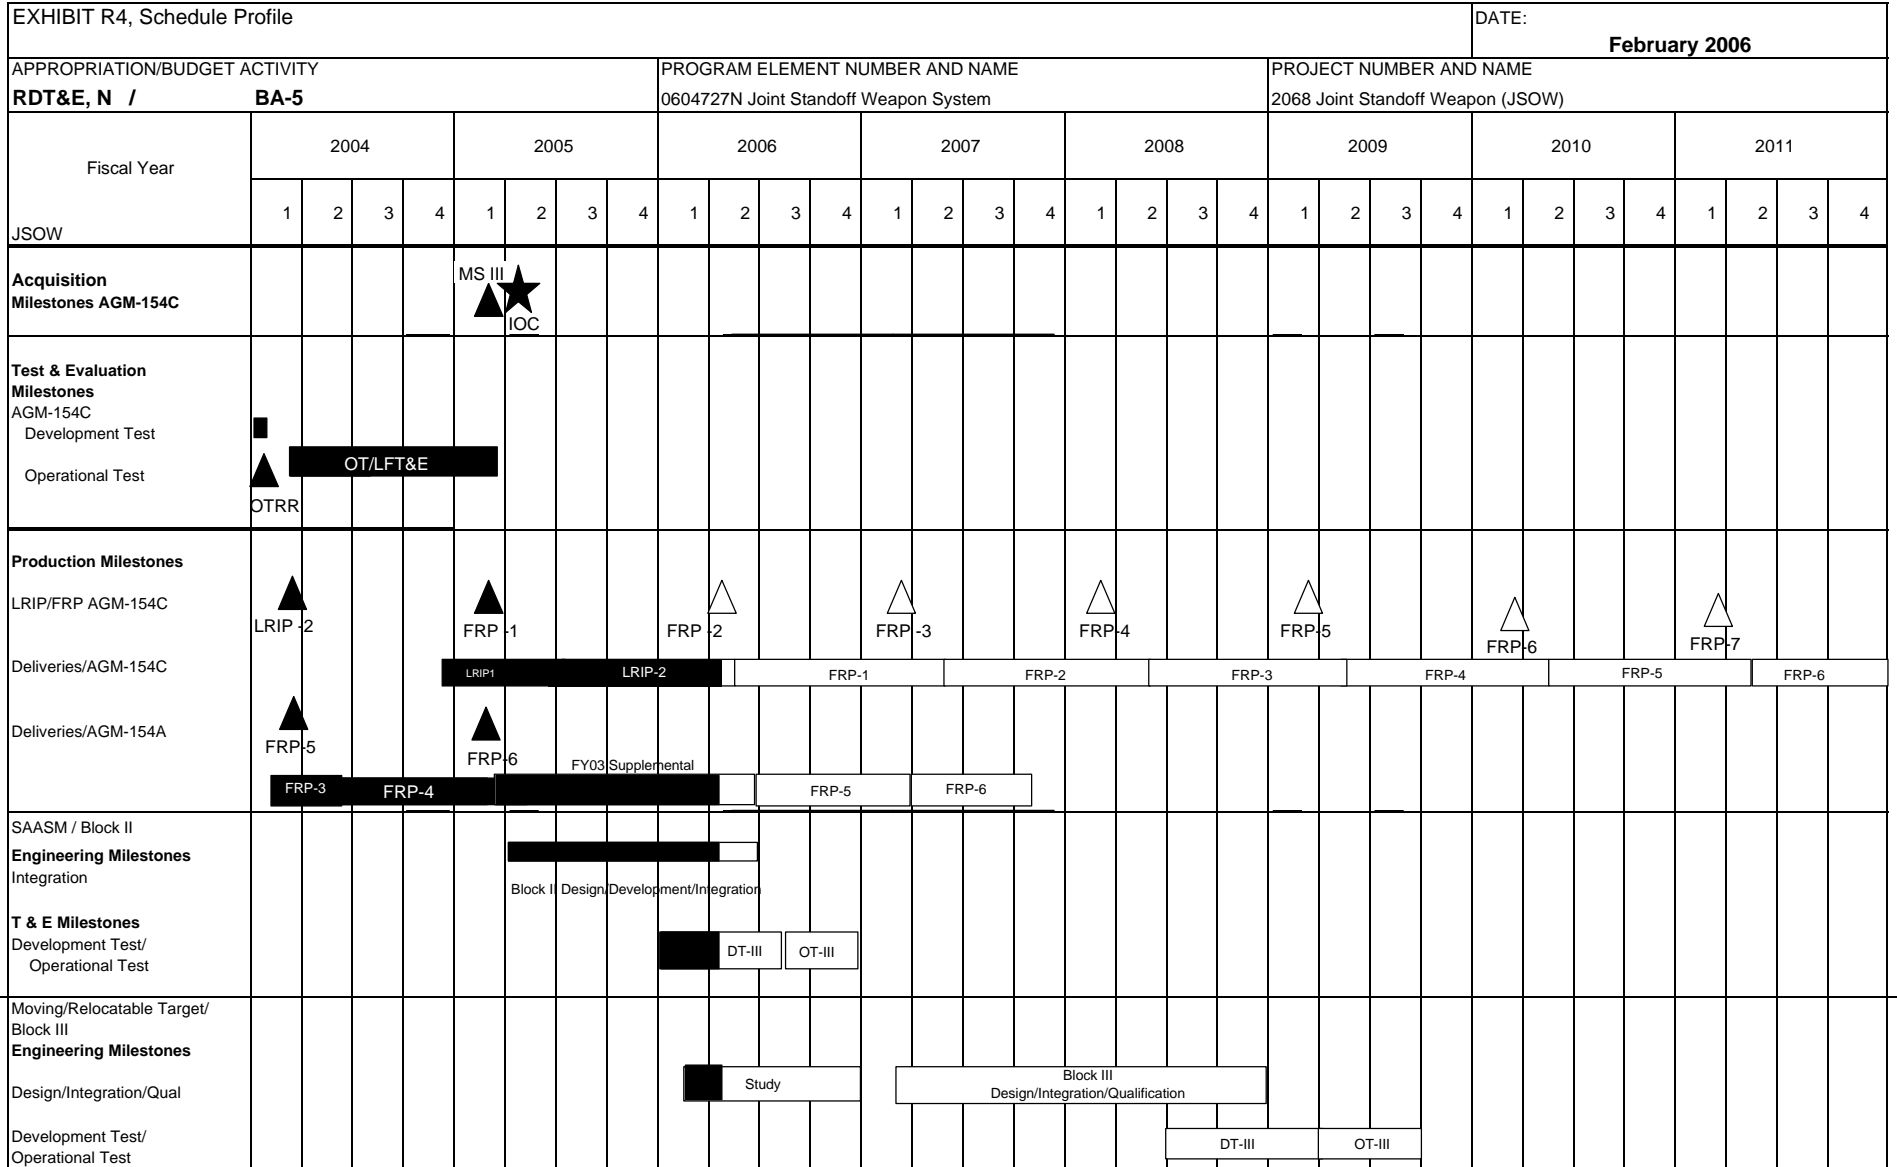 EXHIBIT R4, Schedule Profile
DATE:
February 2006
APPROPRIATION/BUDGET ACTIVITY
PROGRAM ELEMENT NUMBER AND NAME
PROJECT NUMBER AND NAME
RDT&E, N / BA-5
0604727N Joint Standoff Weapon System
2068 Joint Standoff Weapon (JSOW)
Fiscal Year
2004 2005 2006 2007 2008 2009 2010 2011
JSOW
1 2 3 4 1 2 3 4 1 2 3 4 1 2 3 4 1 2 3 4 1 2 3 4 1 2 3 4 1 2 3 4
Acquisition
Milestones AGM-154C
MS III
IOC
Test & Evaluation
Milestones
AGM-154C
Development Test
OT/LFT&E
Operational Test
OTRR
Production Milestones
LRIP/FRP AGM-154C
LRIP -2 FRP -1 FRP -2 FRP -3 FRP-4 FRP-5 FRP-6 FRP-7
Deliveries/AGM-154C
LRIP1 LRIP-2 FRP-1 FRP-2 FRP-3 FRP-4 FRP-5 FRP-6
Deliveries/AGM-154A
FRP-5 FRP-6
FY03 Supplemental
FRP-3 FRP-4 FRP-5 FRP-6
SAASM / Block II
Engineering Milestones
Integration
Block II Design/Development/Integration
T & E Milestones
Development Test/
Operational Test
DT-III OT-III
Moving/Relocatable Target/
Block III
Engineering Milestones
Design/Integration/Qual
Study
Block III
Design/Integration/Qualification
Development Test/
Operational Test
DT-III OT-III